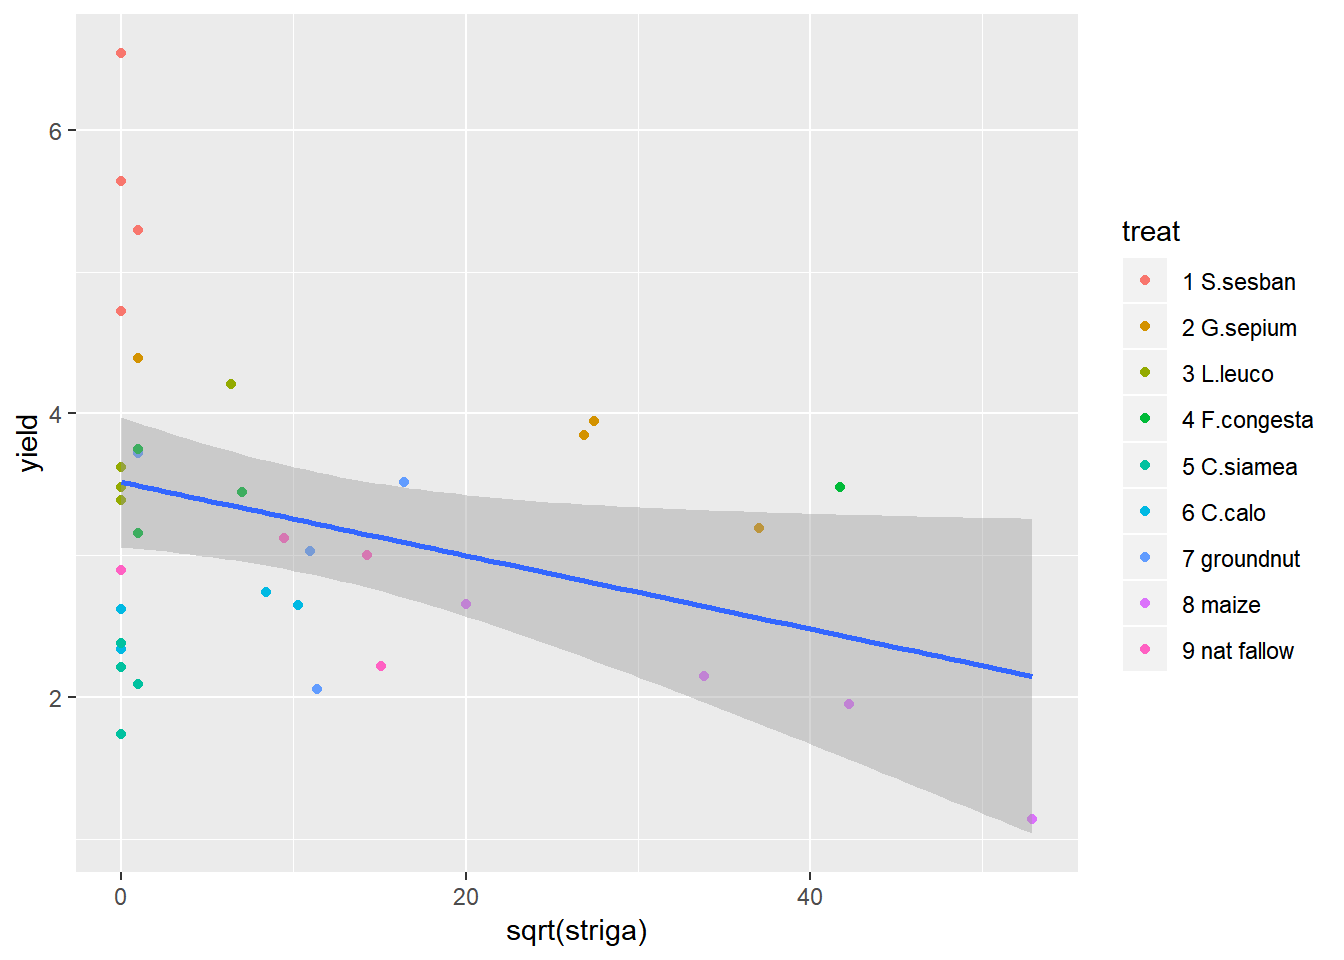 6
4
2
yield
0
20
40
sqrt(striga)
treat
1 S.sesban
2 G.sepium
3 L.leuco
4 F.congesta
5 C.siamea
6 C.calo
7 groundnut
8 maize
9 nat fallow